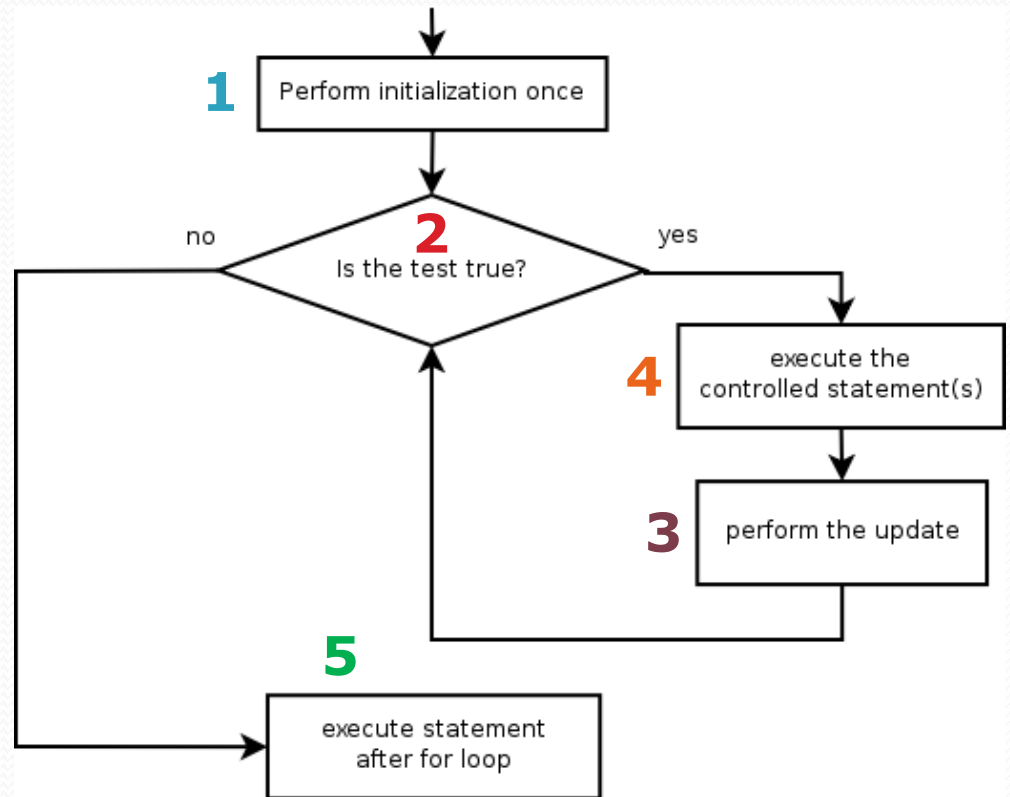 1
Perform initialization once
2
no
yes
Is the test true?
4
execute the
controlled statement(s)
3
perform the update
5
execute statement
after for loop